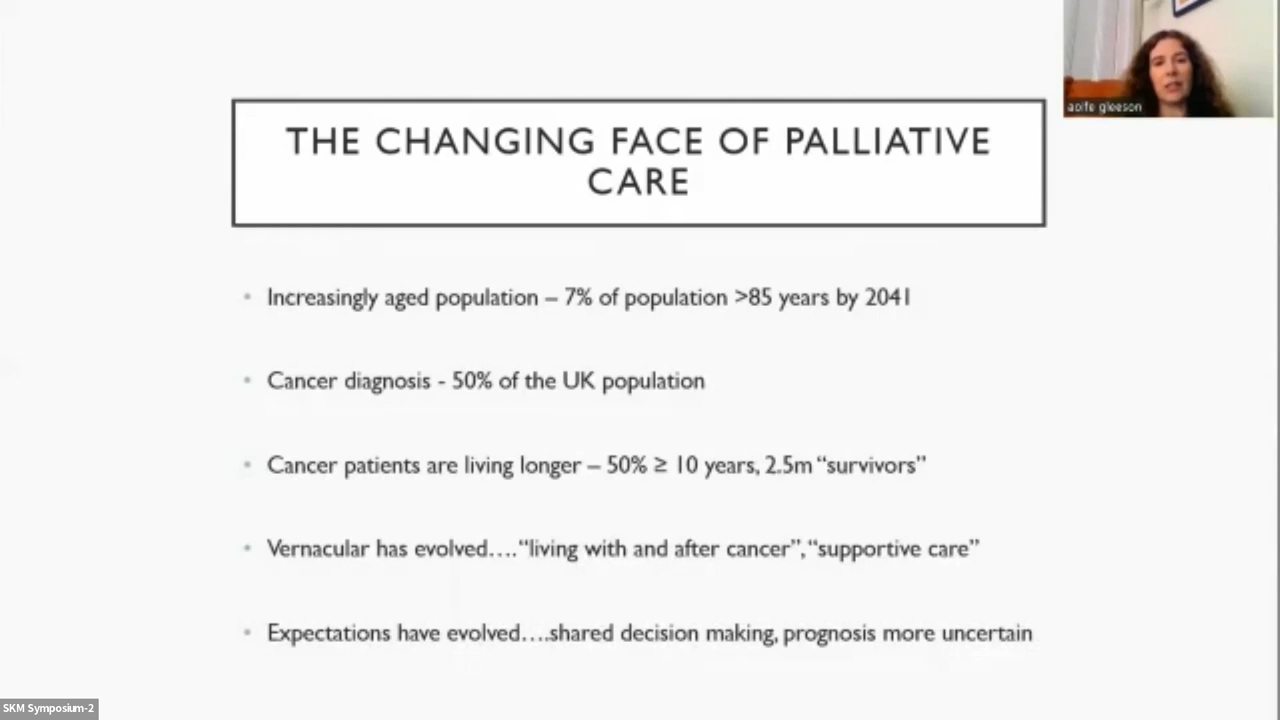 THE CHANGING FACE OF PALLIATIVE
CARE
aoife gleeson
• Increasingly aged population – 7% of population >85 years by 2041
• Cancer diagnosis - 50% of the UK population
• Cancer patients are living longer – 50% ≥ 10 years, 2.5m “survivors”
• Vernacular has evolved….“living with and after cancer”, “supportive care”
• Expectations have evolved….shared decision making, prognosis more uncertain
SKM Symposium-2